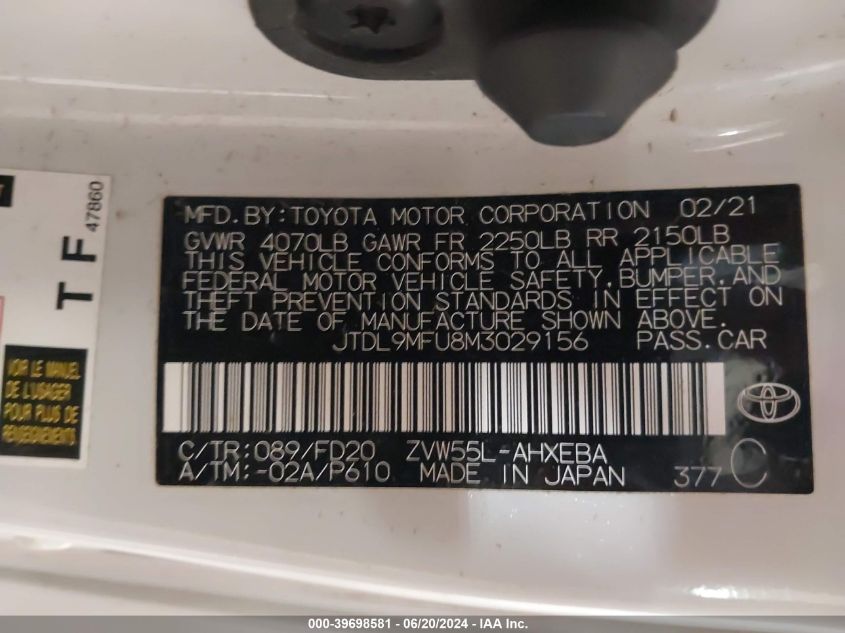 47860
T F
VOIR LE MANUEL
DE L'USAGER
POUR PLUS DE
RENSEIGNEMENTS
MFD.BY:TOYOTA MOTOR CORPORATION 02/21
GVWR 4070LB GAWR FR 2250LB RR 2150LB
THIS VEHICLE CONFORMS TO ALL APPLICABLE
FEDERAL MOTOR VEHICLE SAFETY,BUMPER,AND
THEFT PREVENTION STANDARDS IN EFFECT ON
THE DATE OF MANUFACTURE SHOWN ABOVE.
JTDL9MFU8M3029156 PASS.CAR
C/TR:089/FD20 ZVW55L-AHXEBA
A/TM:-02A/P610 MADE IN JAPAN 377 C
000-39698581 / 06/20/2024 - IAA Inc.